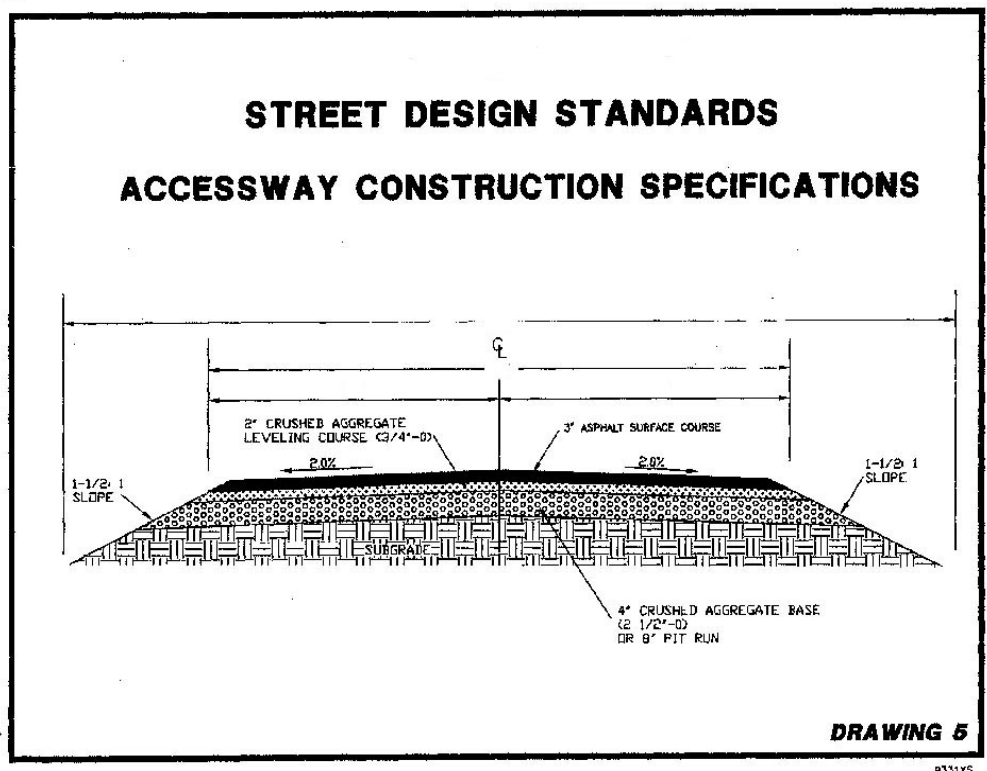 STREET DESIGN STANDARDS
ACCESSWAY CONSTRUCTION SPECIFICATIONS
℄
2" CRUSHED AGGREGATE
LEVELING COURSE (3/4"-0)
3" ASPHALT SURFACE COURSE
2.0%
2.0%
1-1/2: 1
SLOPE
1-1/2: 1
SLOPE
SUBGRADE
4" CRUSHED AGGREGATE BASE
(2 1/2"-0)
OR 8" PIT RUN
DRAWING 5